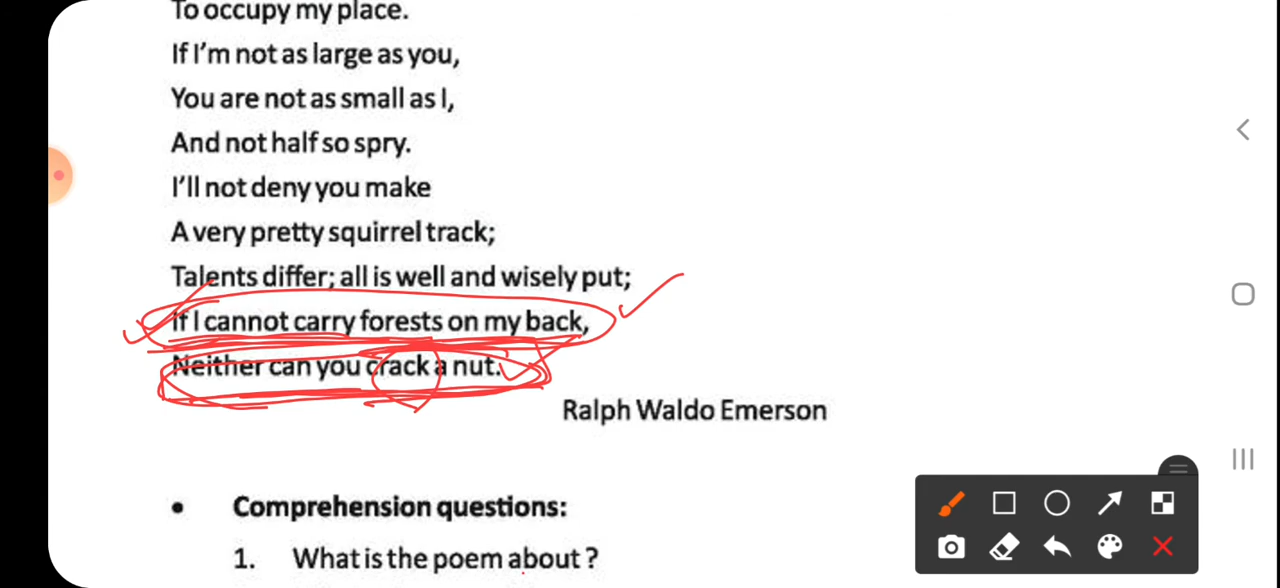 To occupy my place.
If I'm not as large as you,
You are not as small as I,
And not half so spry.
I'll not deny you make
A very pretty squirrel track;
Talents differ; all is well and wisely put;
If I cannot carry forests on my back,
Neither can you crack a nut.
Ralph Waldo Emerson
• Comprehension questions:
1. What is the poem about ?